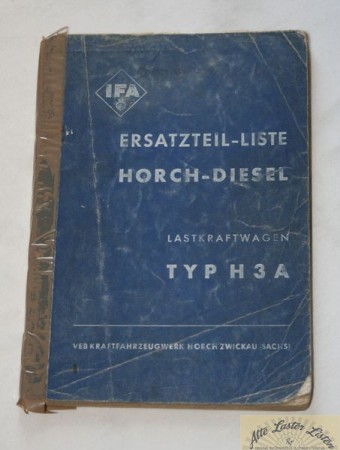 IFA
ERSATZTEIL-LISTE
HORCH-DIESEL
LASTKRAFTWAGEN
TYP H3A
VEB KRAFTFAHRZEUGWERK HORCH ZWICKAU (SACHS)
Alte Laster Listen